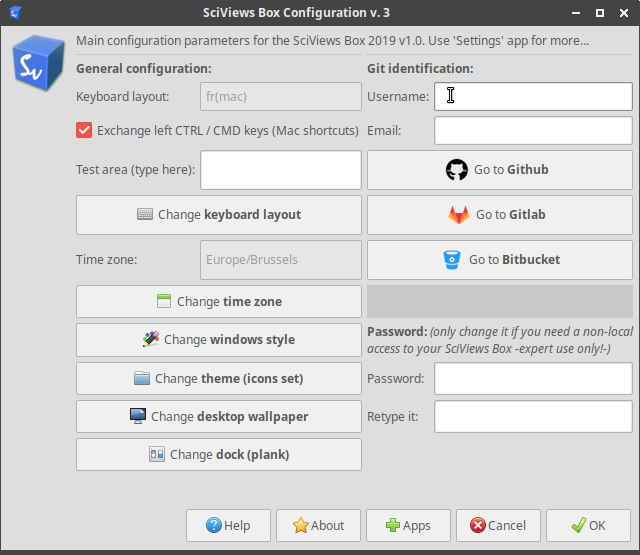 SciViews Box Configuration v. 3
Main configuration parameters for the SciViews Box 2019 v1.0. Use 'Settings' app for more...
Sv
General configuration:
Keyboard layout:
fr(mac)
Exchange left CTRL / CMD keys (Mac shortcuts)
Test area (type here):
Change keyboard layout
Time zone:
Europe/Brussels
Change time zone
Change windows style
Change theme (icons set)
Change desktop wallpaper
Change dock (plank)
Git identification:
Username:
Email:
Go to Github
Go to Gitlab
Go to Bitbucket
Password: (only change it if you need a non-local
access to your SciViews Box -expert use only!-)
Password:
Retype it:
Help
About
Apps
Cancel
OK